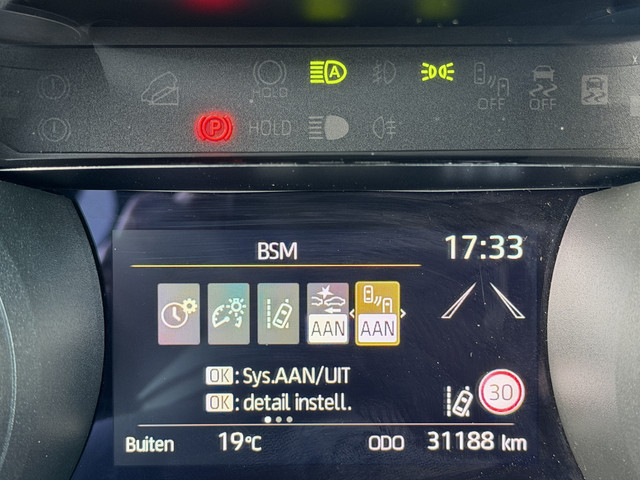 HOLD
A
OFF
OFF
P
HOLD
BSM
17:33
AAN
AAN
OK : Sys.AAN/UIT
OK : detail instell.
30
Buiten 19°C ODO 31188 km